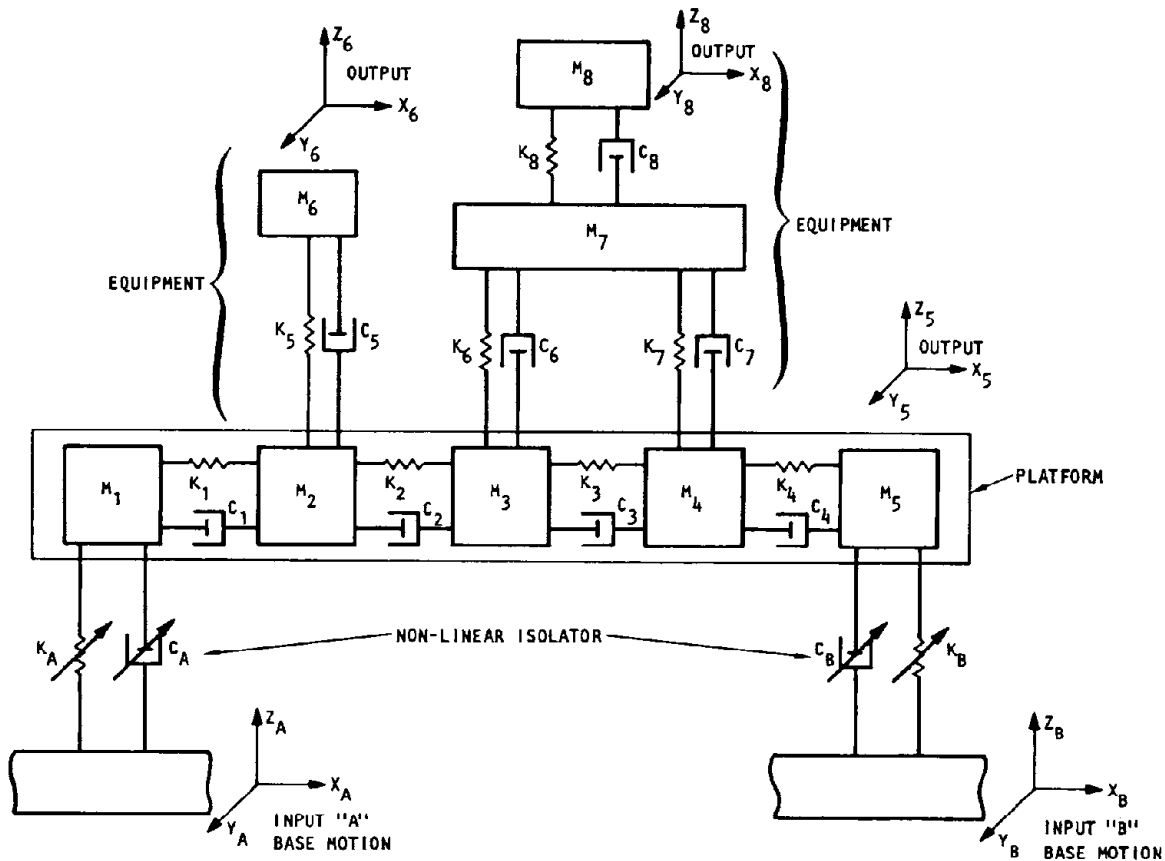 Z8
OUTPUT
X8
Y8
M8
Z6
OUTPUT
X6
Y6
K8
C8
M6
M7
EQUIPMENT
EQUIPMENT
K5
C5
K6
C6
K7
C7
Z5
OUTPUT
X5
Y5
M1
K1
C1
M2
K2
C2
M3
K3
C3
M4
K4
C4
M5
PLATFORM
KA
CA
NON-LINEAR ISOLATOR
CB
KB
ZA
XA
YA
INPUT "A"
BASE MOTION
ZB
XB
YB
INPUT "B"
BASE MOTION